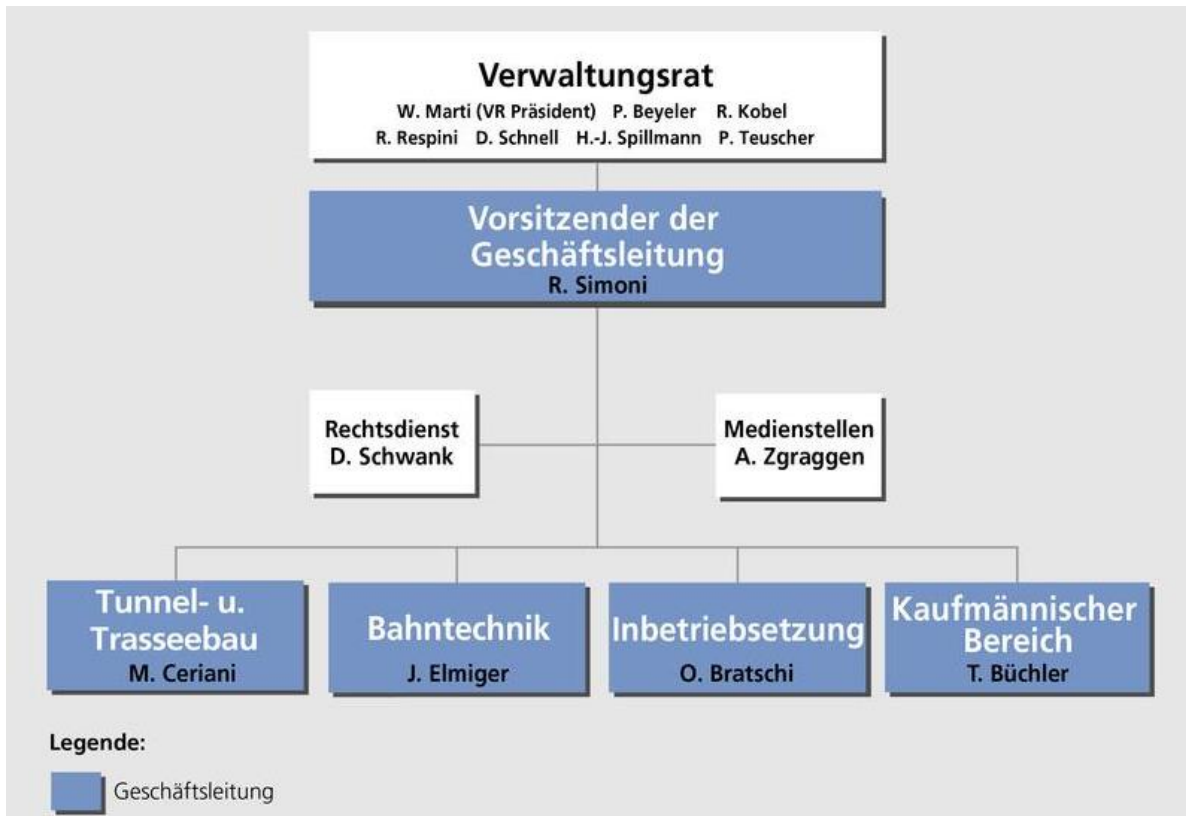 Verwaltungsrat
W. Marti (VR Präsident) P. Beyeler R. Kobel
R. Respini D. Schnell H.-J. Spillmann P. Teuscher
Vorsitzender der
Geschäftsleitung
R. Simoni
Rechtsdienst
D. Schwank
Medienstellen
A. Zgraggen
Tunnel- u.
Trasseebau
M. Ceriani
Bahntechnik
J. Elmiger
Inbetriebsetzung
O. Bratschi
Kaufmännischer
Bereich
T. Büchler
Legende:
Geschäftsleitung